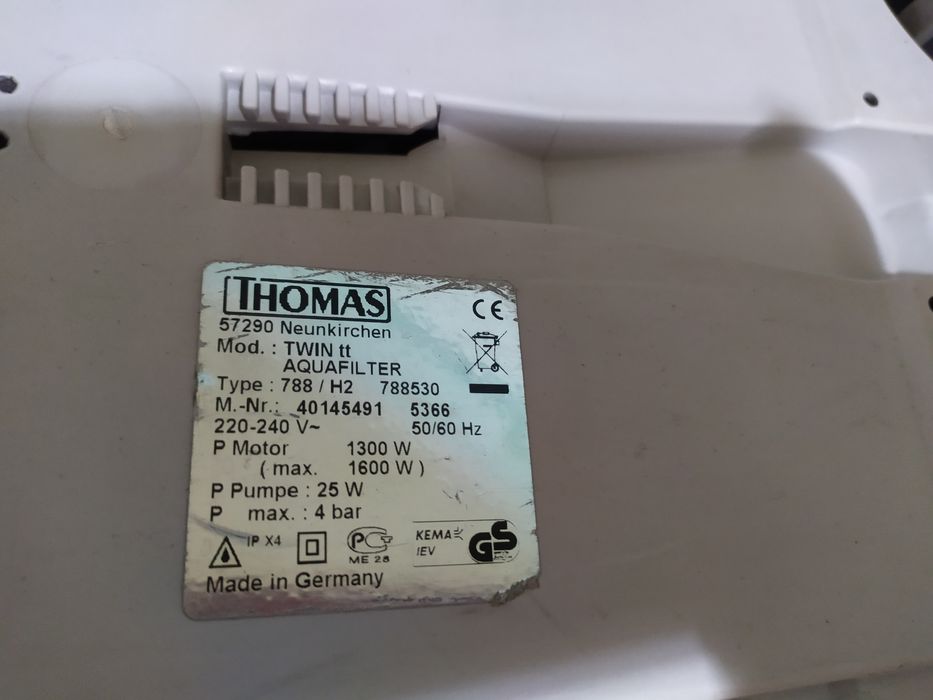 THOMAS
CE
57290 Neunkirchen
Mod. : TWIN tt
AQUAFILTER
Type : 788 / H2 788530
M.-Nr.: 40145491 5366
220-240 V~ 50/60 Hz
P Motor 1300 W
( max. 1600 W )
P Pumpe : 25 W
P max. : 4 bar
IP X4
ME 28
KEMA
IEV
GS
Made in Germany